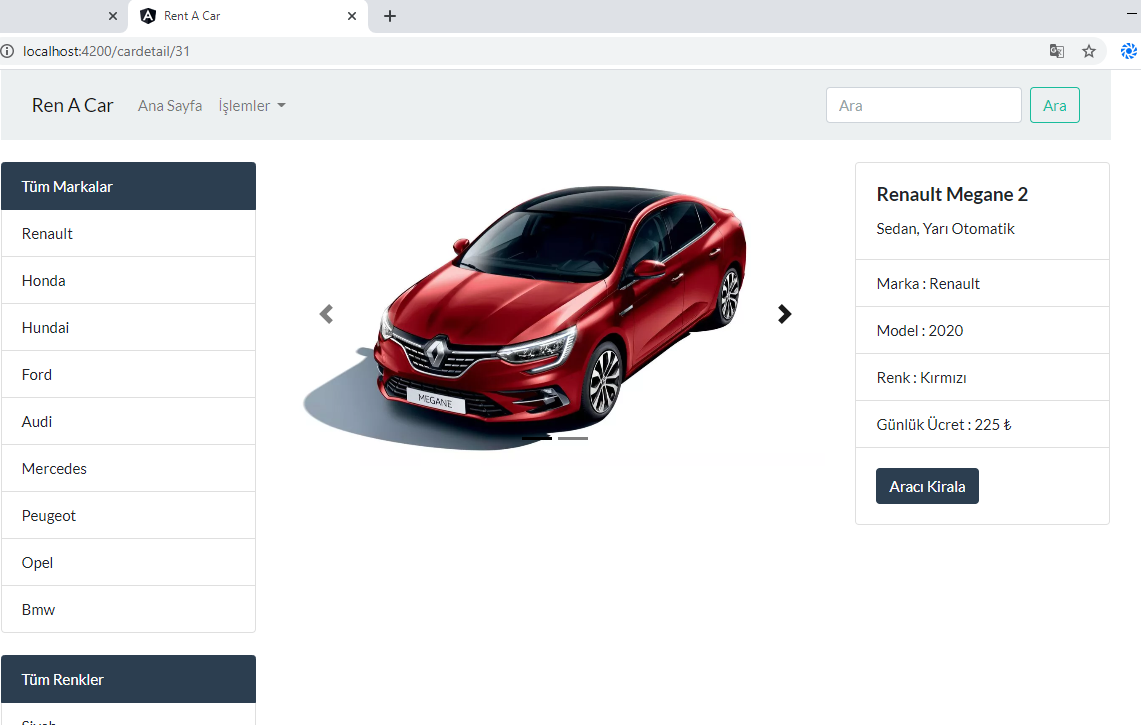 Rent A Car
localhost:4200/cardetail/31
Ren A Car
Ana Sayfa
İşlemler
Ara
Ara
Tüm Markalar
Renault
Honda
Hundai
Ford
Audi
Mercedes
Peugeot
Opel
Bmw
Tüm Renkler
MEGANE
Renault Megane 2
Sedan, Yarı Otomatik
Marka : Renault
Model : 2020
Renk : Kırmızı
Günlük Ücret : 225 ₺
Aracı Kirala